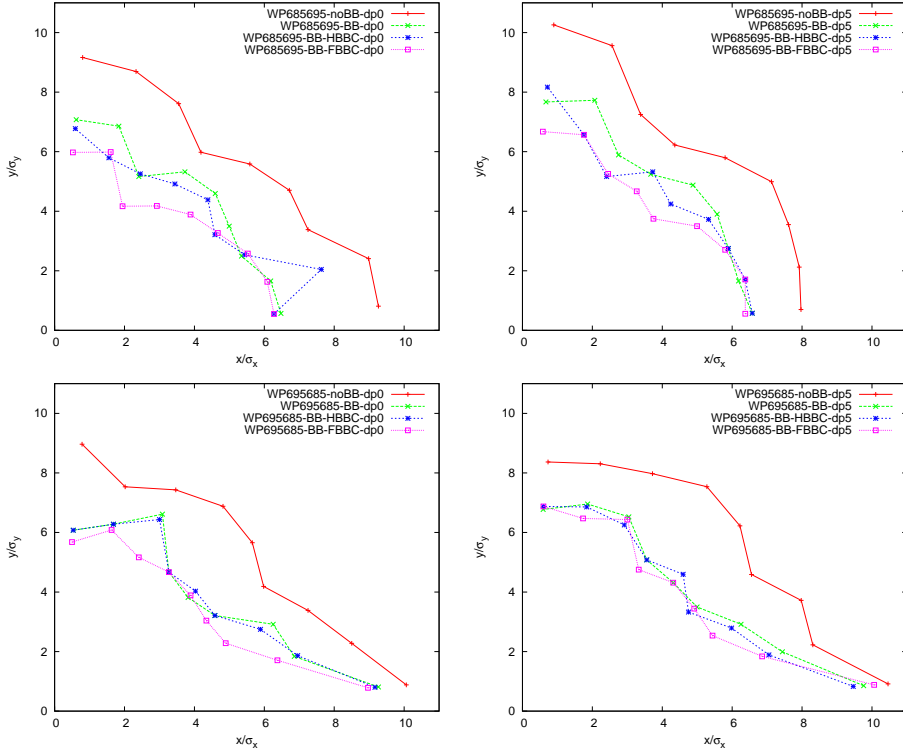 WP685695-noBB-dp0
WP685695-BB-dp0
WP685695-BB-HBBC-dp0
WP685695-BB-FBBC-dp0
10
8
6
4
2
0
y/σy
0 2 4 6 8 10
x/σx
WP685695-noBB-dp5
WP685695-BB-dp5
WP685695-BB-HBBC-dp5
WP685695-BB-FBBC-dp5
10
8
6
4
2
0
y/σy
0 2 4 6 8 10
x/σx
WP695685-noBB-dp0
WP695685-BB-dp0
WP695685-BB-HBBC-dp0
WP695685-BB-FBBC-dp0
10
8
6
4
2
0
y/σy
0 2 4 6 8 10
x/σx
WP695685-noBB-dp5
WP695685-BB-dp5
WP695685-BB-HBBC-dp5
WP695685-BB-FBBC-dp5
10
8
6
4
2
0
y/σy
0 2 4 6 8 10
x/σx